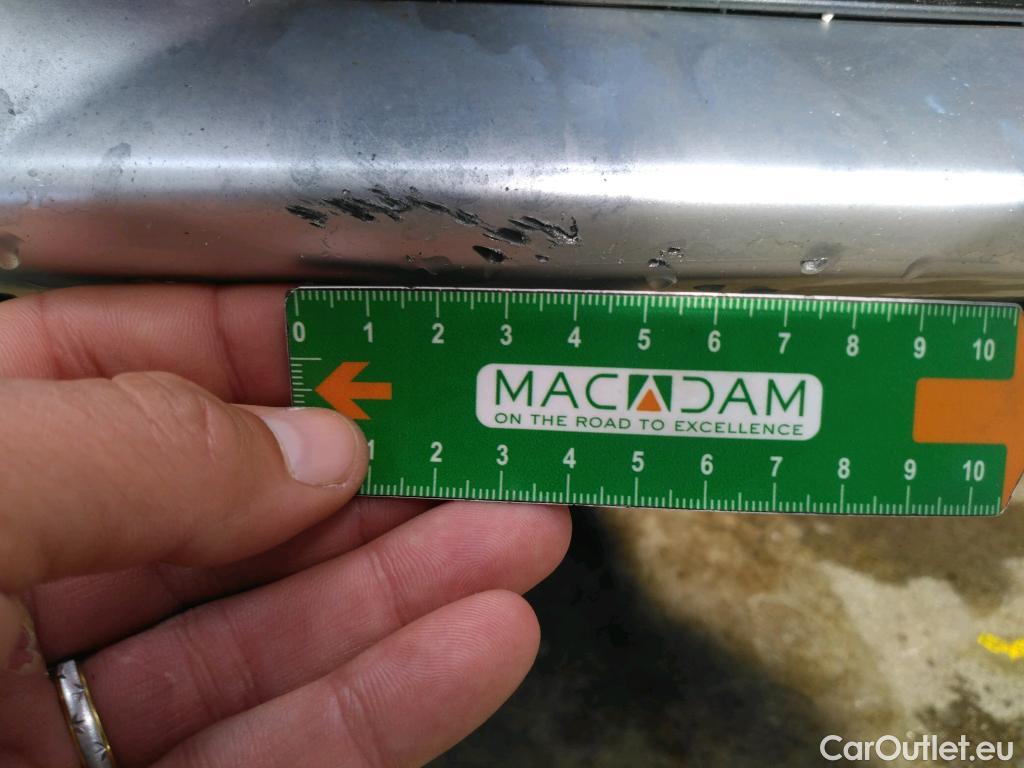 0 1 2 3 4 5 6 7 8 9 10
MACADAM
ON THE ROAD TO EXCELLENCE
1 2 3 4 5 6 7 8 9 10
CarOutlet.eu